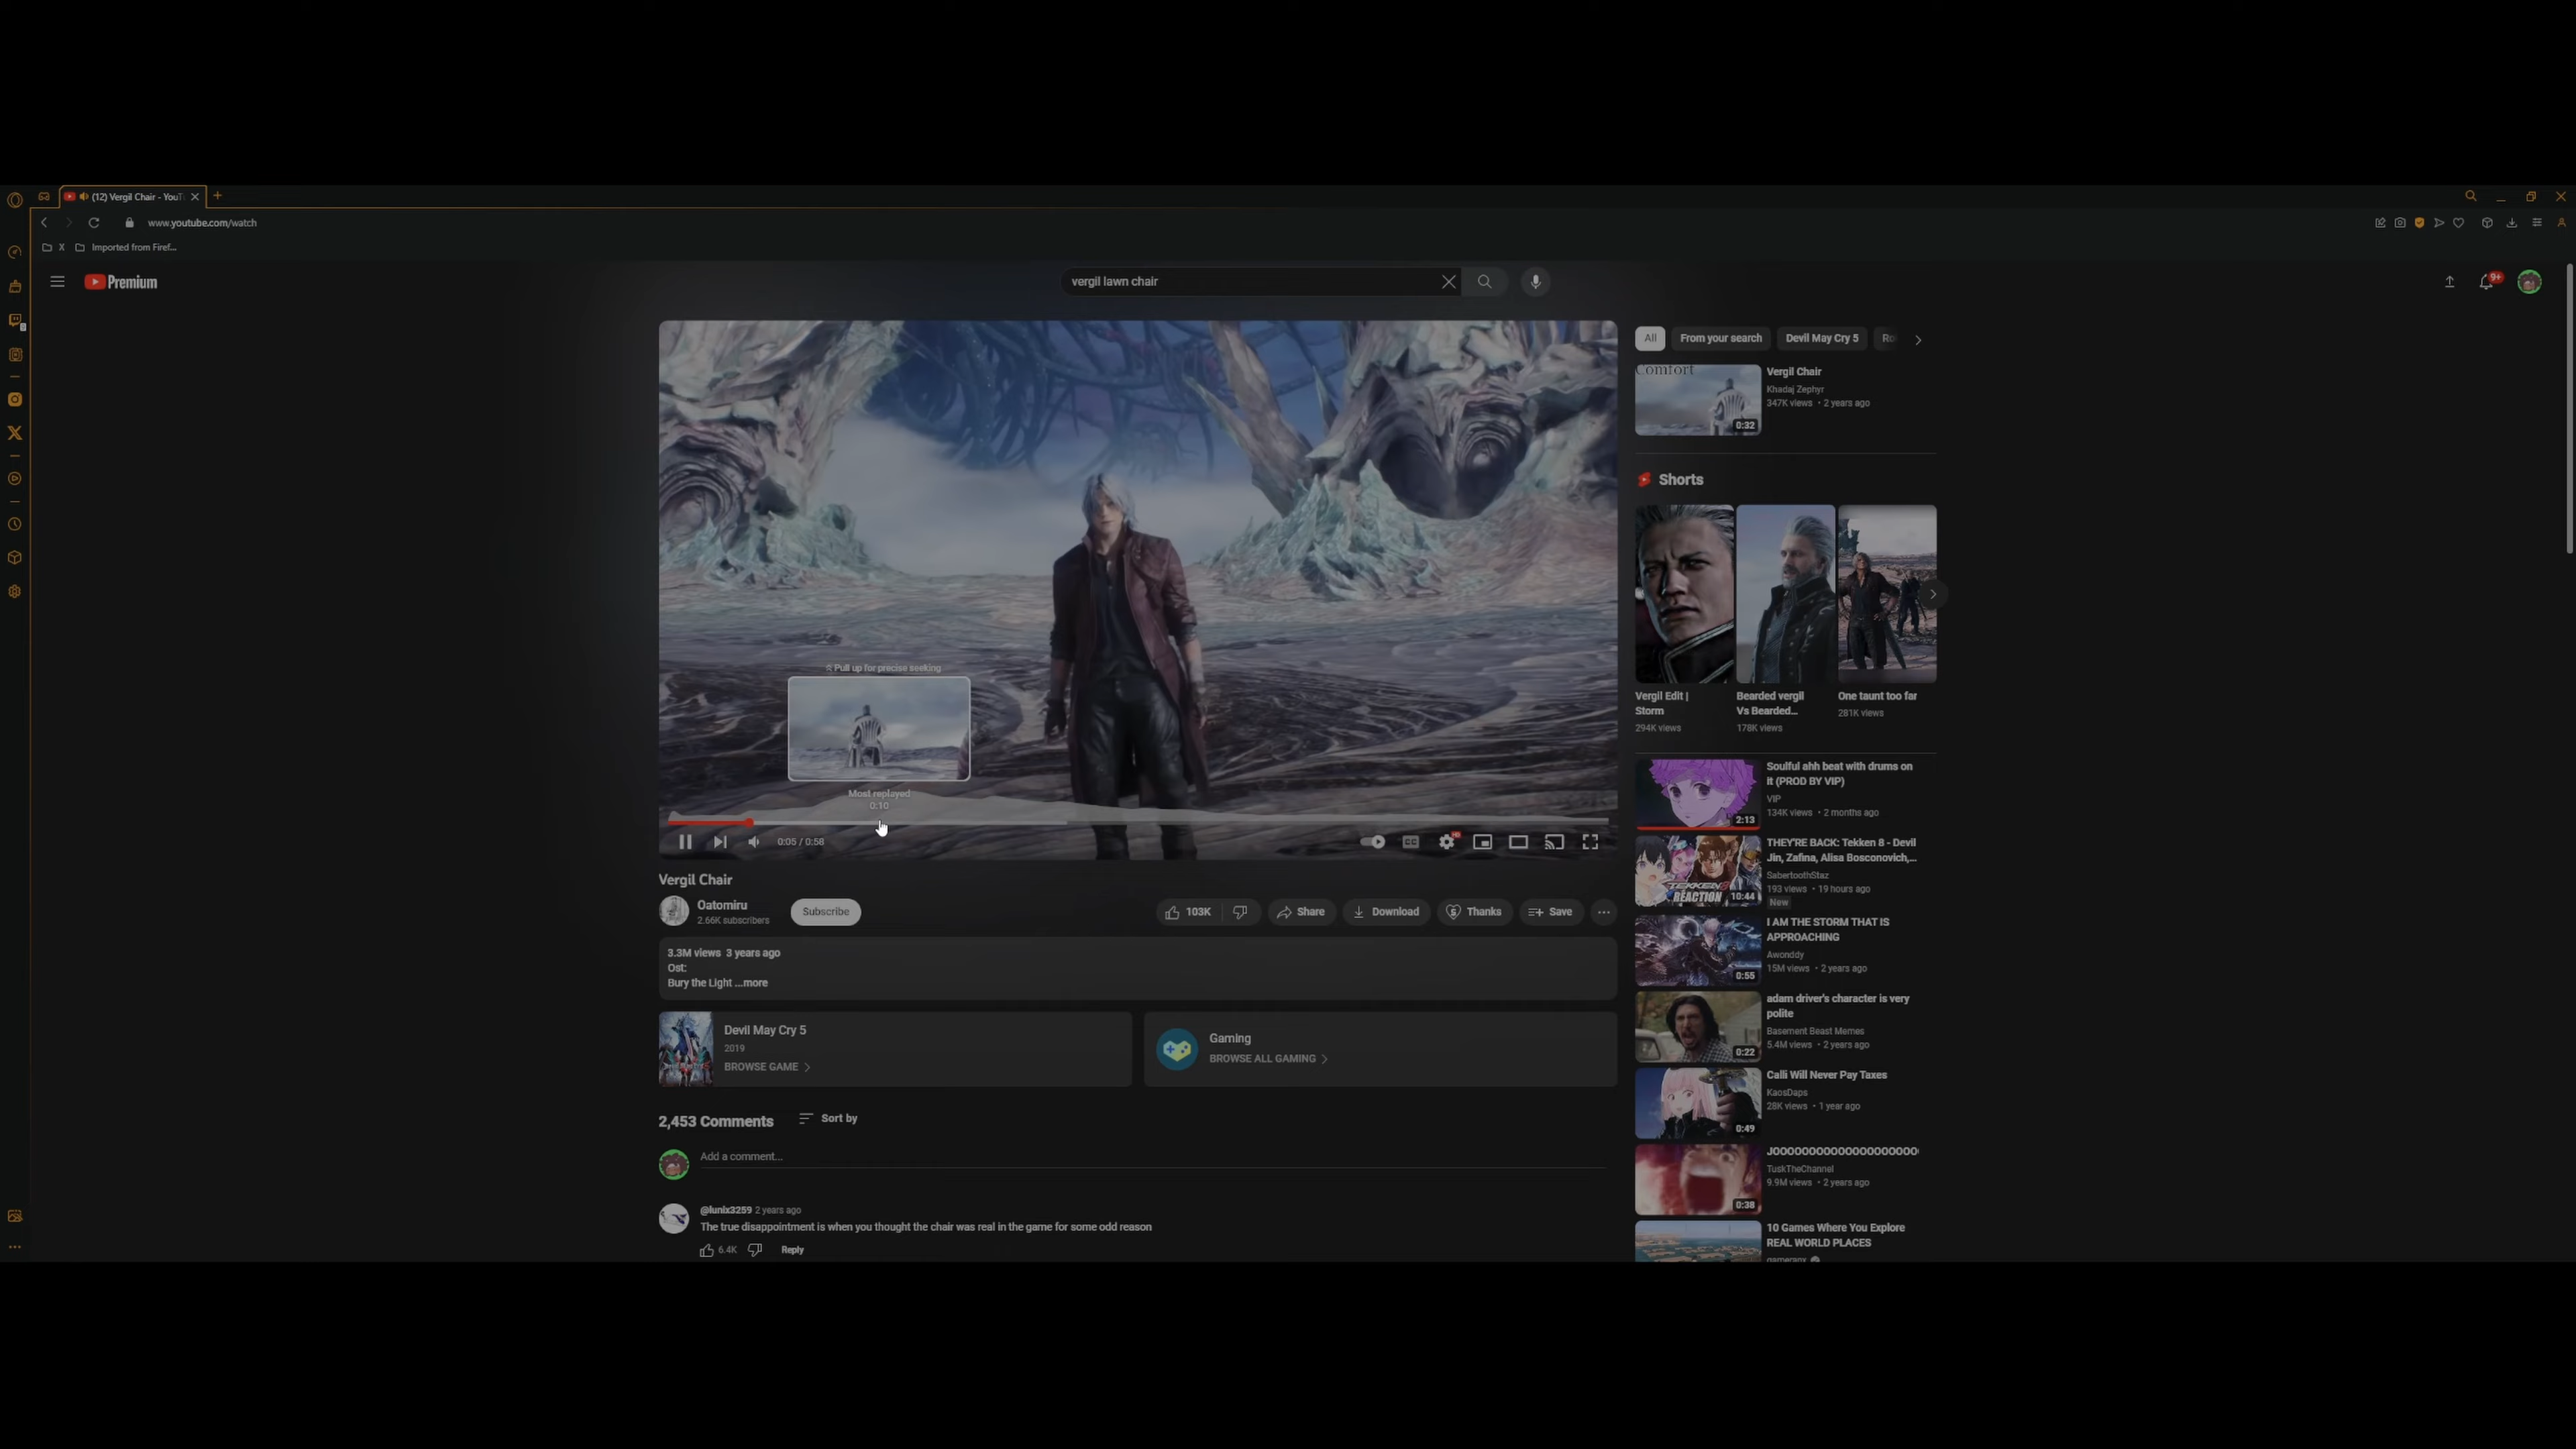 (12) Vergil Chair - YouT
www.youtube.com/watch
X
Imported from Firef...
Premium
vergil lawn chair
9+
Pull up for precise seeking
Most replayed
0:10
0:05 / 0:58
CC
HD
Vergil Chair
Oatomiru
2.66K subscribers
Subscribe
103K
Share
Download
Thanks
Save
3.3M views 3 years ago
Ost:
Bury the Light ...more
Devil May Cry 5
2019
BROWSE GAME
Gaming
BROWSE ALL GAMING
2,453 Comments
Sort by
Add a comment...
@lunix3259 2 years ago
The true disappointment is when you thought the chair was real in the game for some odd reason
6.4K
Reply
All
From your search
Devil May Cry 5
Ro
Comfort
0:32
Vergil Chair
Khadaj Zephyr
347K views • 2 years ago
Shorts
Vergil Edit |
Storm
294K views
Bearded vergil
Vs Bearded...
178K views
One taunt too far
281K views
2:13
Soulful ahh beat with drums on
it (PROD BY VIP)
VIP
134K views • 2 months ago
TEKKEN 8
REACTION
10:44
THEY'RE BACK: Tekken 8 - Devil
Jin, Zafina, Alisa Bosconovich,...
SabertoothStaz
193 views • 19 hours ago
New
0:55
I AM THE STORM THAT IS
APPROACHING
Awonddy
15M views • 2 years ago
0:22
adam driver's character is very
polite
Basement Beast Memes
5.4M views • 2 years ago
0:49
Calli Will Never Pay Taxes
KaosDaps
28K views • 1 year ago
0:38
JOOOOOOOOOOOOOOOOOOOOO
TuskTheChannel
9.9M views • 2 years ago
10 Games Where You Explore
REAL WORLD PLACES
gameranx